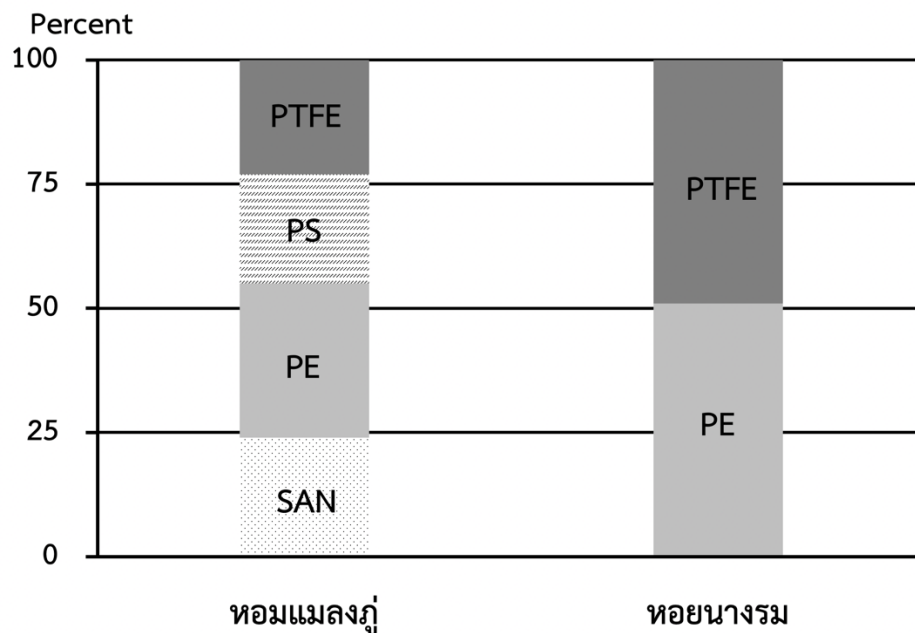 Percent
100
75
50
25
0
PTFE
PS
PE
SAN
PTFE
PE
หอมแมลงภู่
หอยนางรม